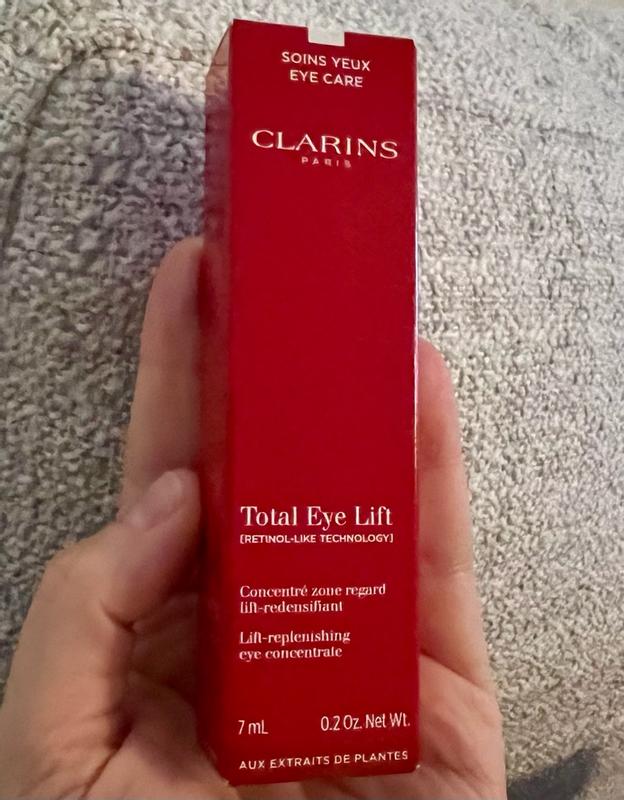 SOINS YEUX
EYE CARE
CLARINS
PARIS
Total Eye Lift
[RETINOL-LIKE TECHNOLOGY]
Concentré zone regard
lift-redensifiant
Lift-replenishing
eye concentrate
7 mL 0.2 Oz. Net Wt.
AUX EXTRAITS DE PLANTES